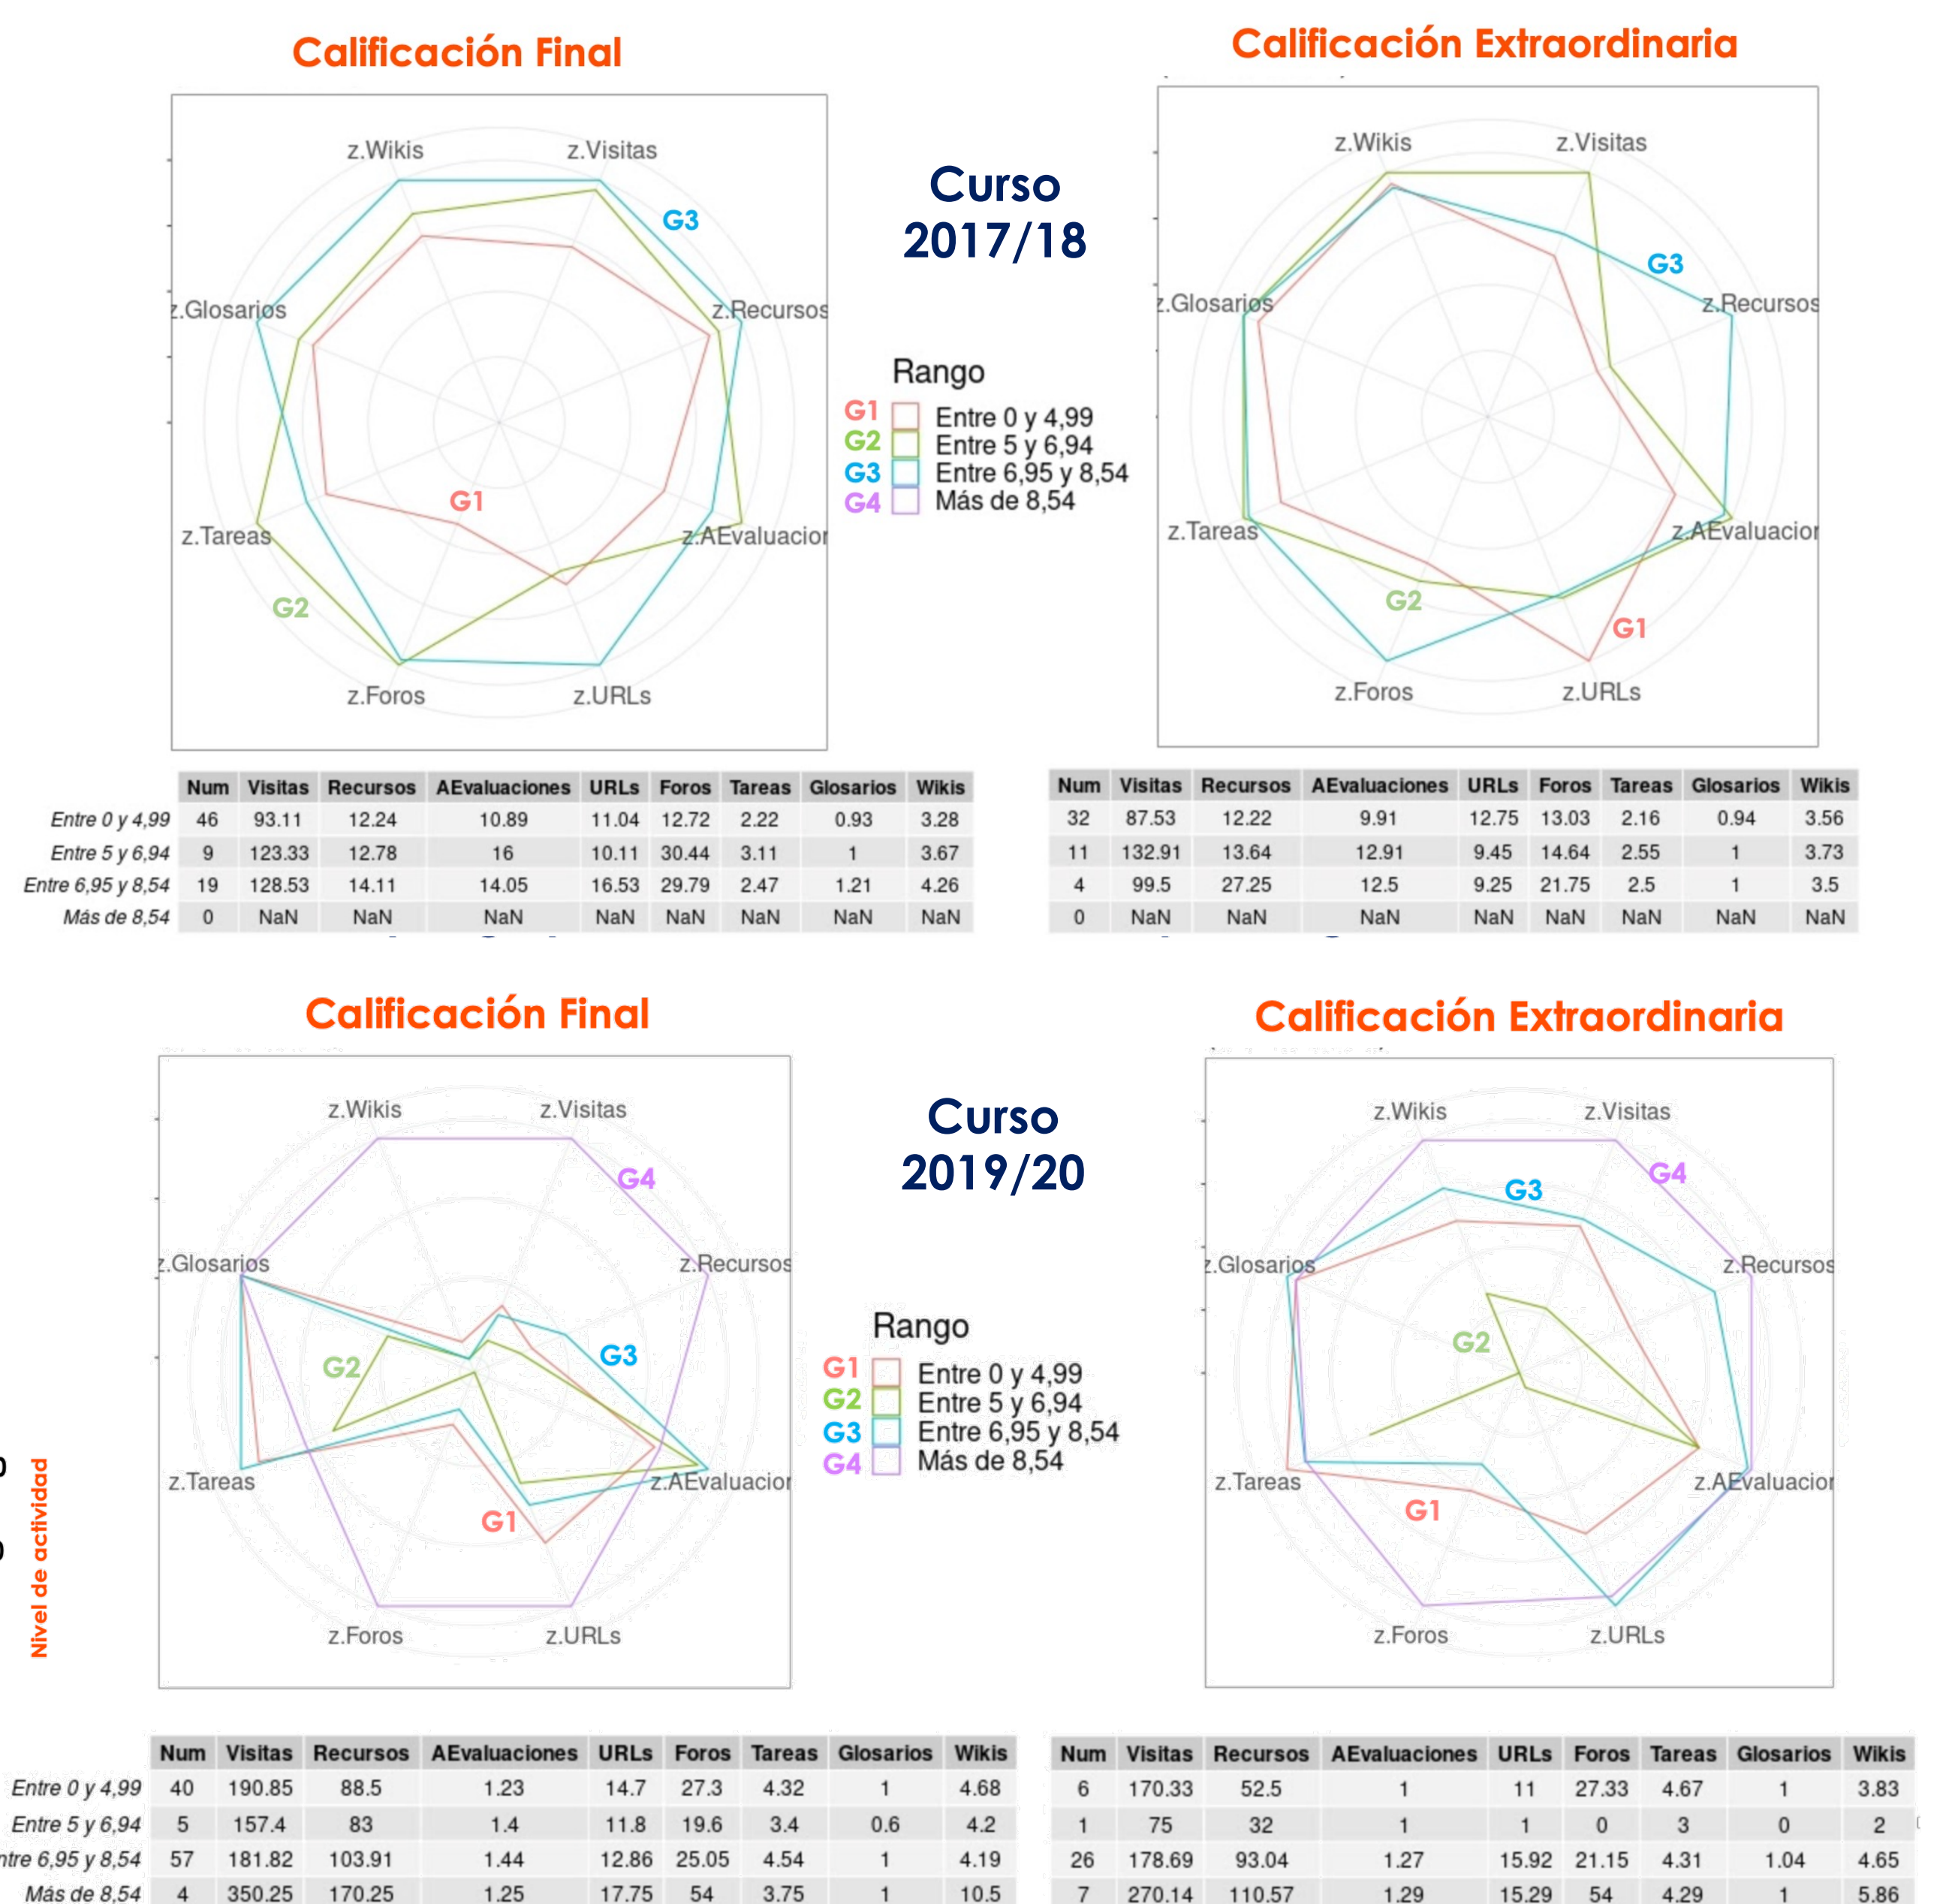 Calificación Final
Calificación Extraordinaria
z.Wikis
z.Visitas
G3
z.Glosarios
z.Recursos
G1
z.Tareas
z.AEvaluacior
G2
z.Foros
z.URLs
Curso
2017/18
Rango
G1 Entre 0 y 4,99
G2 Entre 5 y 6,94
G3 Entre 6,95 y 8,54
G4 Más de 8,54
z.Wikis
z.Visitas
G3
z.Glosarios
z.Recursos
z.Tareas
z.AEvaluacior
G2
G1
z.Foros
z.URLs
Num Visitas Recursos AEvaluaciones URLs Foros Tareas Glosarios Wikis
Entre 0 y 4,99 46 93.11 12.24 10.89 11.04 12.72 2.22 0.93 3.28
Entre 5 y 6,94 9 123.33 12.78 16 10.11 30.44 3.11 1 3.67
Entre 6,95 y 8,54 19 128.53 14.11 14.05 16.53 29.79 2.47 1.21 4.26
Más de 8,54 0 NaN NaN NaN NaN NaN NaN NaN NaN
Num Visitas Recursos AEvaluaciones URLs Foros Tareas Glosarios Wikis
32 87.53 12.22 9.91 12.75 13.03 2.16 0.94 3.56
11 132.91 13.64 12.91 9.45 14.64 2.55 1 3.73
4 99.5 27.25 12.5 9.25 21.75 2.5 1 3.5
0 NaN NaN NaN NaN NaN NaN NaN NaN
Calificación Final
Calificación Extraordinaria
z.Wikis
z.Visitas
G4
z.Glosarios
z.Recursos
G2
G3
z.Tareas
z.AEvaluacior
G1
z.Foros
z.URLs
Nivel de actividad
Curso
2019/20
Rango
G1 Entre 0 y 4,99
G2 Entre 5 y 6,94
G3 Entre 6,95 y 8,54
G4 Más de 8,54
z.Wikis
z.Visitas
G3
G4
z.Glosarios
z.Recursos
G2
z.Tareas
z.AEvaluacior
G1
z.Foros
z.URLs
Num Visitas Recursos AEvaluaciones URLs Foros Tareas Glosarios Wikis
Entre 0 y 4,99 40 190.85 88.5 1.23 14.7 27.3 4.32 1 4.68
Entre 5 y 6,94 5 157.4 83 1.4 11.8 19.6 3.4 0.6 4.2
ntre 6,95 y 8,54 57 181.82 103.91 1.44 12.86 25.05 4.54 1 4.19
Más de 8,54 4 350.25 170.25 1.25 17.75 54 3.75 1 10.5
Num Visitas Recursos AEvaluaciones URLs Foros Tareas Glosarios Wikis
6 170.33 52.5 1 11 27.33 4.67 1 3.83
1 75 32 1 1 0 3 0 2
26 178.69 93.04 1.27 15.92 21.15 4.31 1.04 4.65
7 270.14 110.57 1.29 15.29 54 4.29 1 5.86